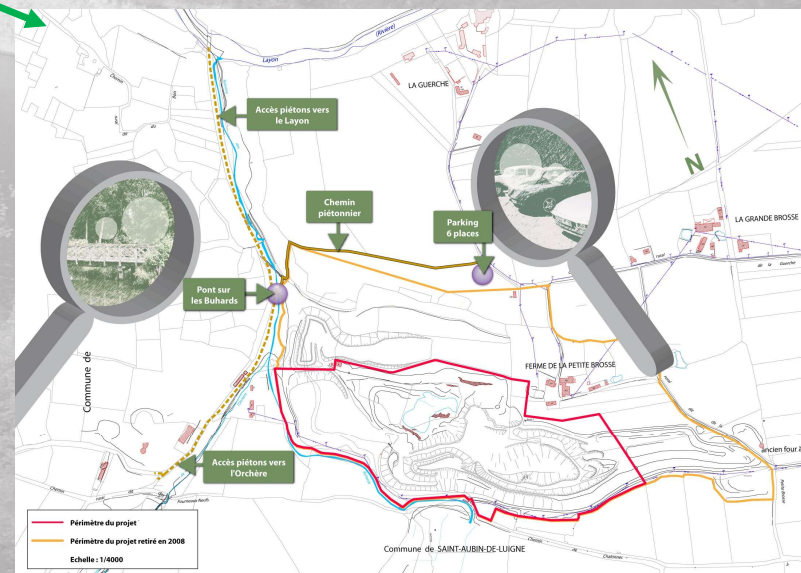 Layon
(Rivière)
LA GUERCHE
Accès piétons vers
le Layon
N
Chemin
piétonnier
Parking
6 places
LA GRANDE BROSSE
Pont sur
les Buhards
FERME DE LA PETITE BROSSE
Commune de
ancien four à
Accès piétons vers
l'Orchère
Périmètre du projet
Périmètre du projet retiré en 2008
Echelle : 1/4000
Commune de SAINT-AUBIN-DE-LUIGNE